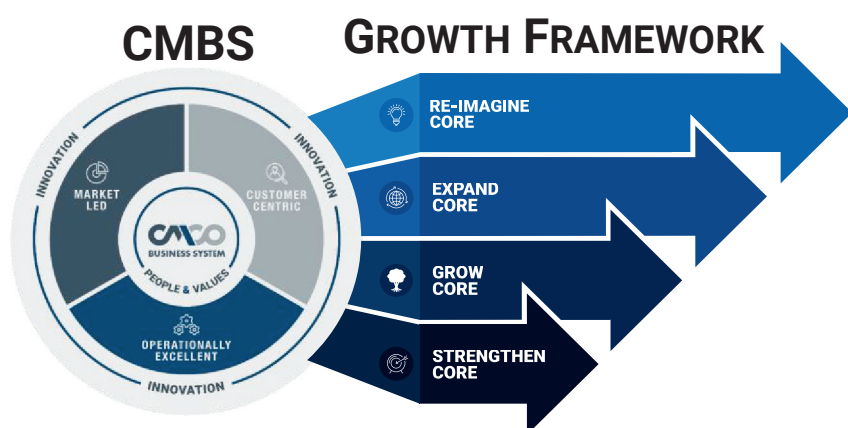 CMBS
GROWTH FRAMEWORK
INNOVATION
INNOVATION
MARKET
LED
CUSTOMER
CENTRIC
CMCO
BUSINESS SYSTEM
PEOPLE & VALUES
OPERATIONALLY
EXCELLENT
INNOVATION
RE-IMAGINE
CORE
EXPAND
CORE
GROW
CORE
STRENGTHEN
CORE